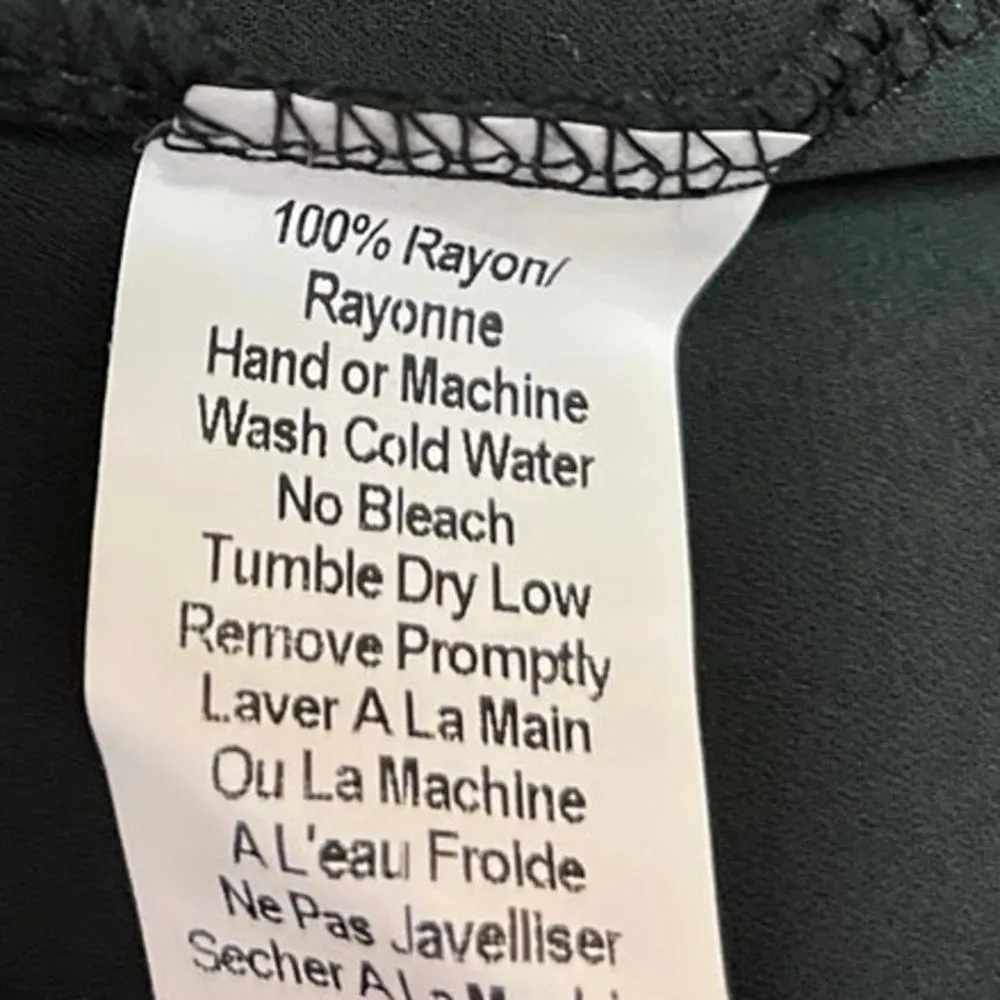 100% Rayon/
Rayonne
Hand or Machine
Wash Cold Water
No Bleach
Tumble Dry Low
Remove Promptly
Laver A La Main
Ou La Machine
A L'eau Froide
Ne Pas Javelliser
Secher A